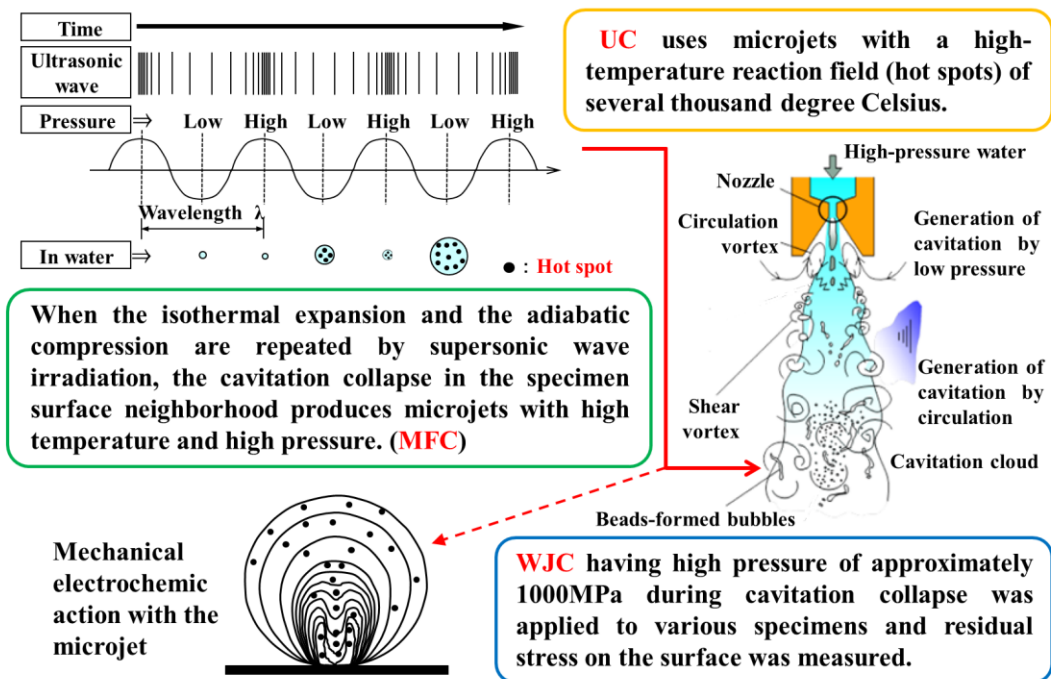 Time
Ultrasonic
wave
Pressure ⇒ Low High Low High Low High
Wavelength λ
In water ⇒
● : Hot spot
UC uses microjets with a high-
temperature reaction field (hot spots) of
several thousand degree Celsius.
High-pressure water
Nozzle
Circulation
vortex
Generation of
cavitation by
low pressure
Shear
vortex
Generation of
cavitation by
circulation
Cavitation cloud
Beads-formed bubbles
When the isothermal expansion and the adiabatic
compression are repeated by supersonic wave
irradiation, the cavitation collapse in the specimen
surface neighborhood produces microjets with high
temperature and high pressure. (MFC)
Mechanical
electrochemic
action with the
microjet
WJC having high pressure of approximately
1000MPa during cavitation collapse was
applied to various specimens and residual
stress on the surface was measured.